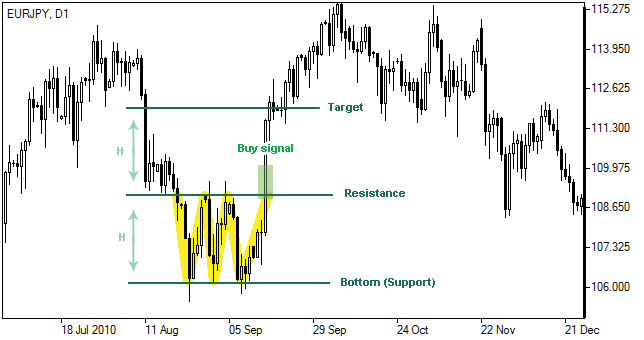 EURJPY, D1
115.275
113.950
112.625
Target
H
111.300
Buy signal
109.975
Resistance
108.650
H
107.325
Bottom (Support)
106.000
18 Jul 2010 11 Aug 05 Sep 29 Sep 24 Oct 22 Nov 21 Dec